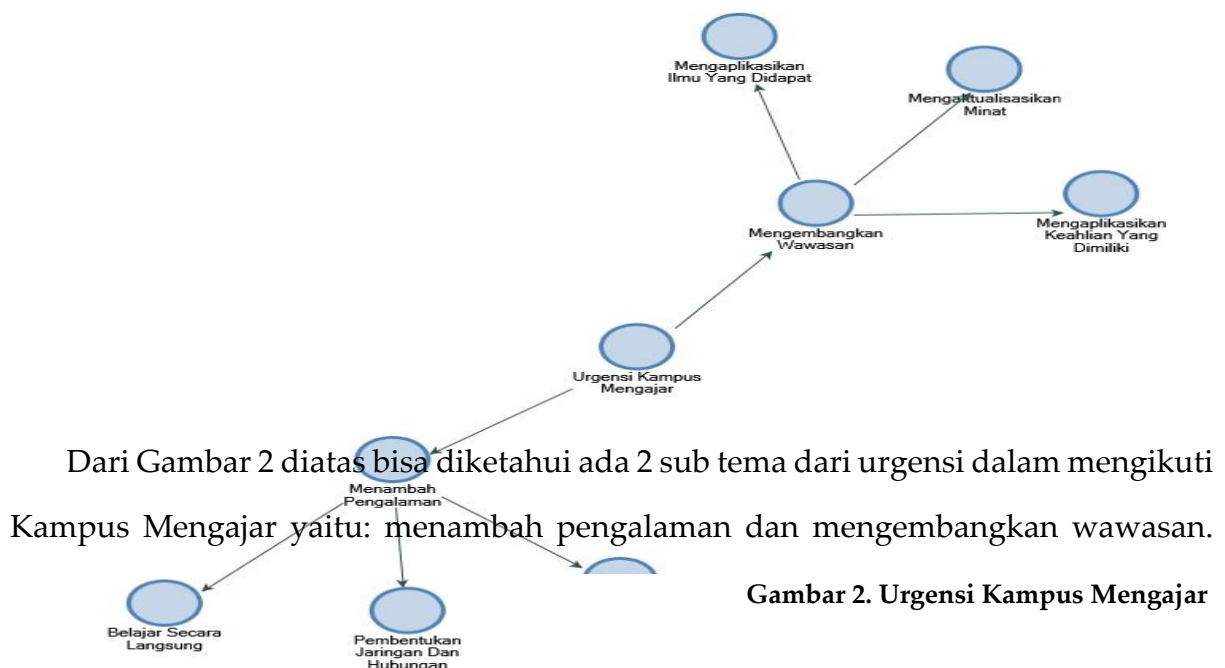 Mengaplikasikan
Ilmu Yang Didapat
Mengaktualisasikan
Minat
Mengembangkan
Wawasan
Mengaplikasikan
Keahlian Yang
Dimiliki
Urgensi Kampus
Mengajar
Dari Gambar 2 diatas bisa diketahui ada 2 sub tema dari urgensi dalam mengikuti
Menambah
Pengalaman
Kampus Mengajar yaitu: menambah pengalaman dan mengembangkan wawasan.
Gambar 2. Urgensi Kampus Mengajar
Belajar Secara
Langsung
Pembentukan
Jaringan Dan
Hubungan